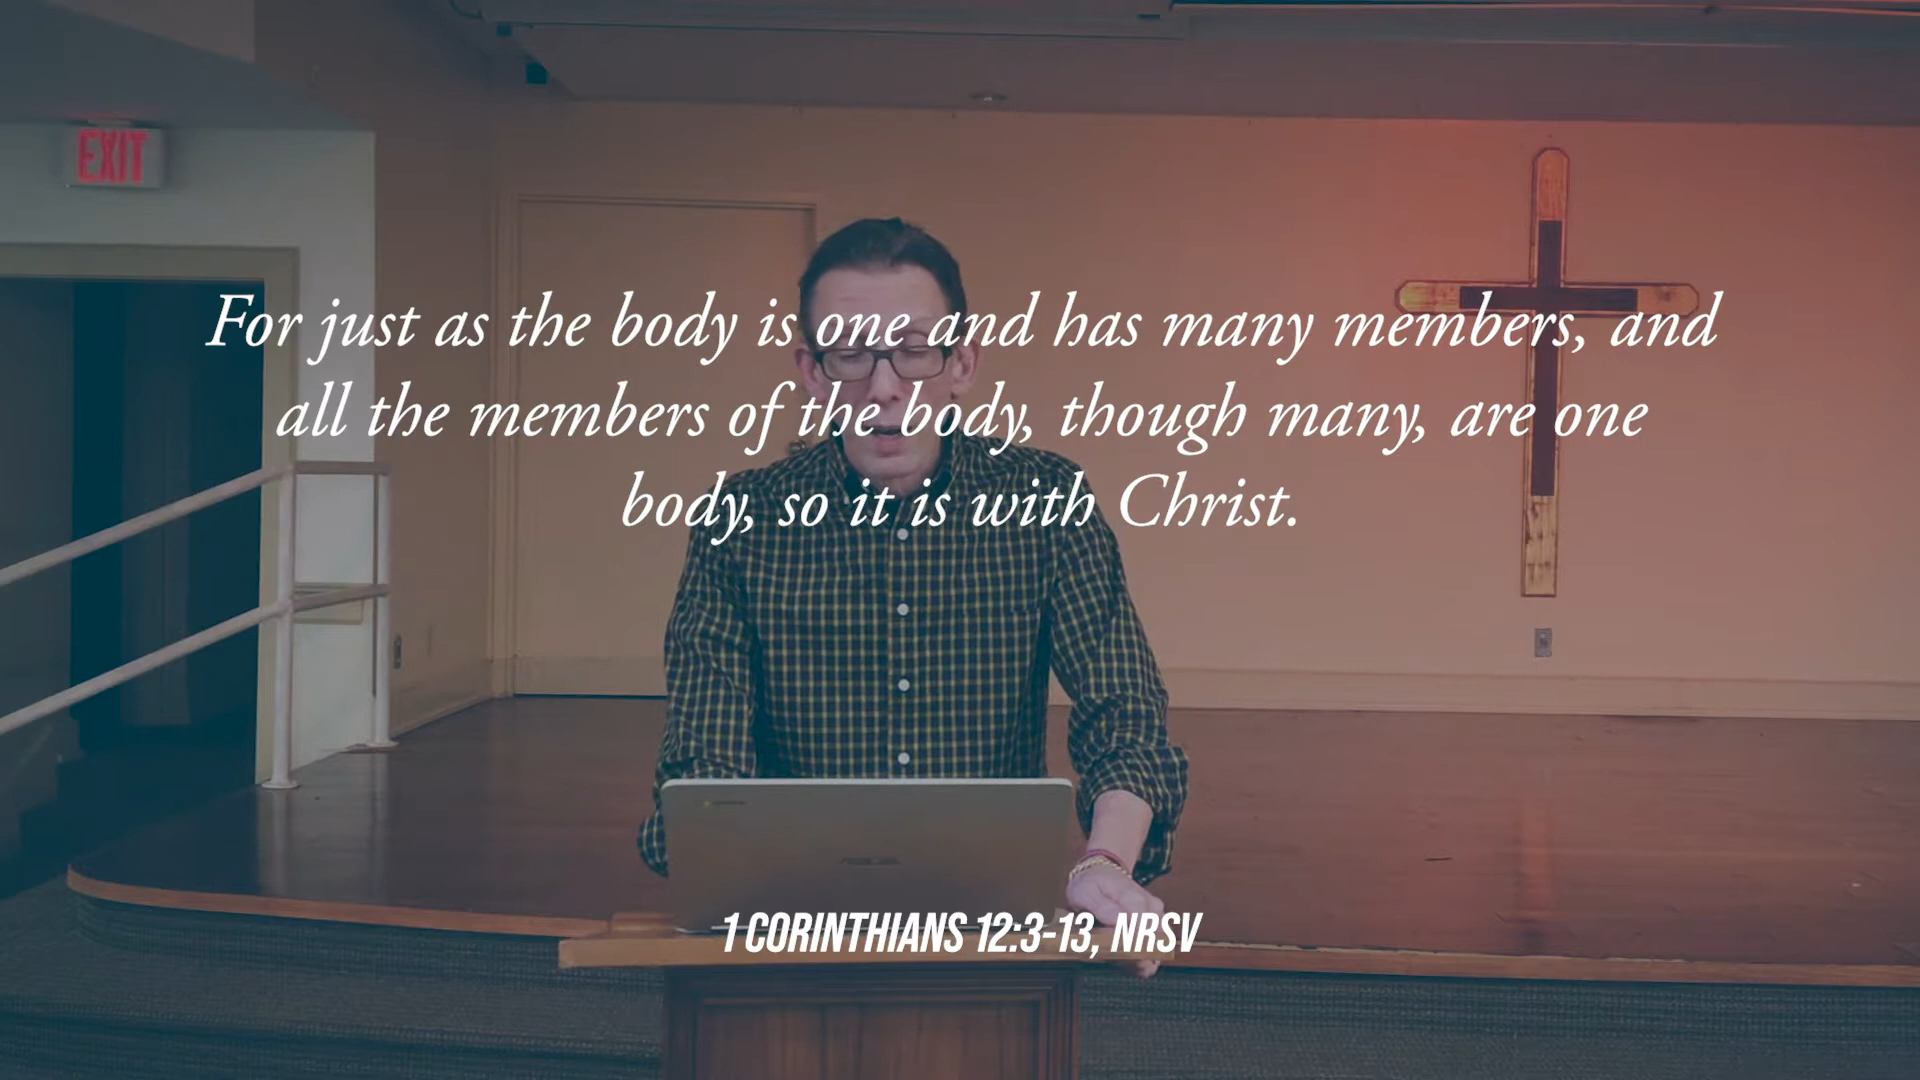 EXIT
For just as the body is one and has many members, and
all the members of the body, though many, are one
body, so it is with Christ.
1 CORINTHIANS 12:3-13, NRSV